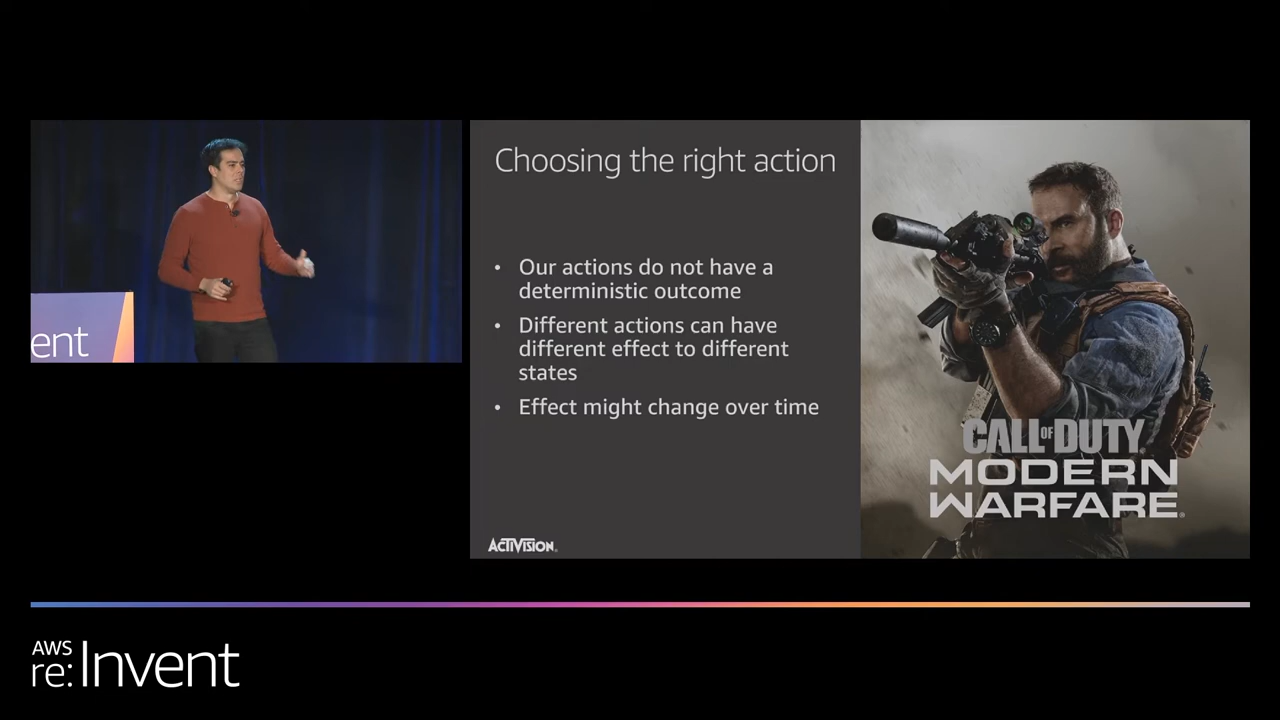 ent
Choosing the right action
• Our actions do not have a
deterministic outcome
• Different actions can have
different effect to different
states
• Effect might change over time
ACTIVISION®
CALL OF DUTY®
MODERN
WARFARE®
AWS
re:Invent